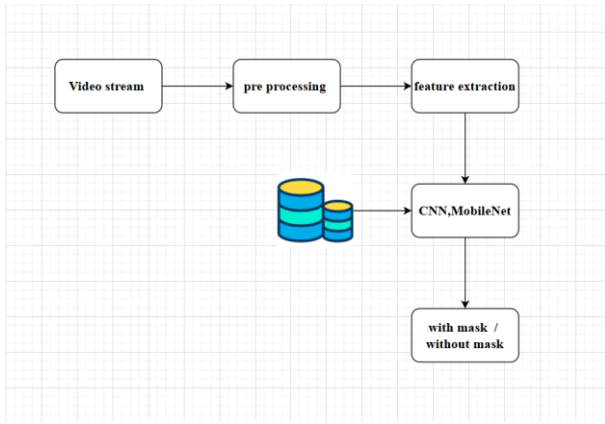 Video stream
pre processing
feature extraction
CNN,MobileNet
with mask /
without mask